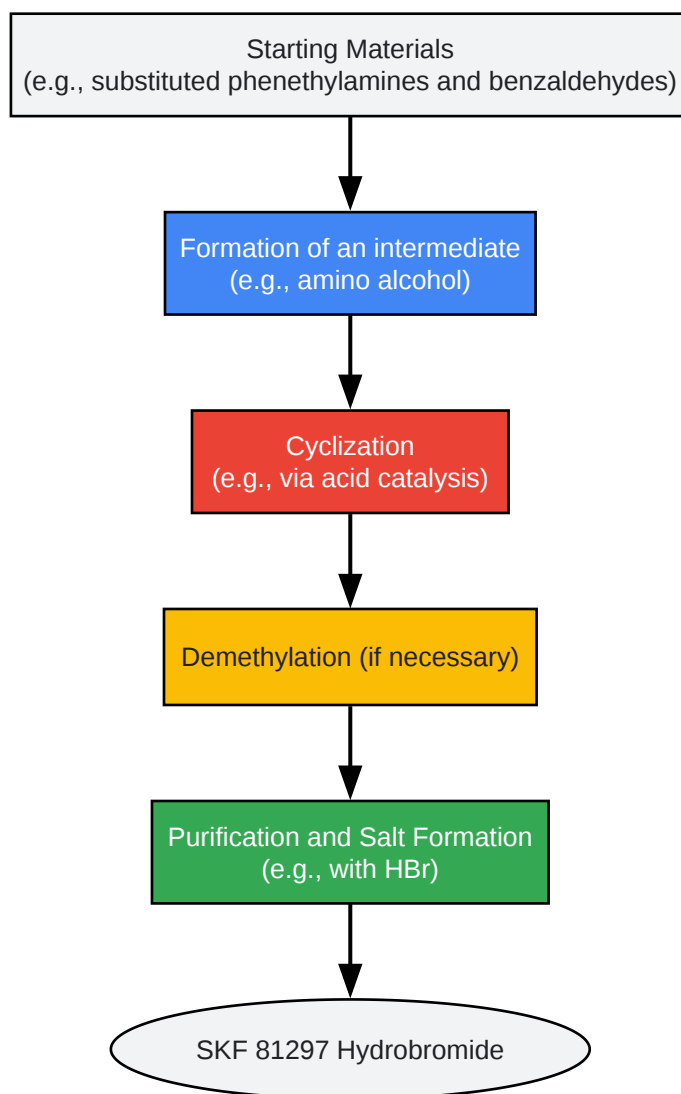 Starting Materials
(e.g., substituted phenethylamines and benzaldehydes)
Formation of an intermediate
(e.g., amino alcohol)
Cyclization
(e.g., via acid catalysis)
Demethylation (if necessary)
Purification and Salt Formation
(e.g., with HBr)
SKF 81297 Hydrobromide